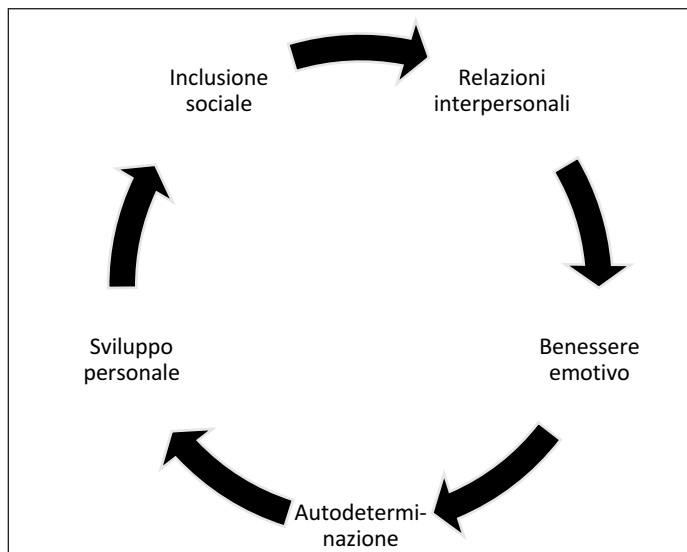 Inclusione
sociale
Relazioni
interpersonali
Benessere
emotivo
Autodetermi-
nazione
Sviluppo
personale